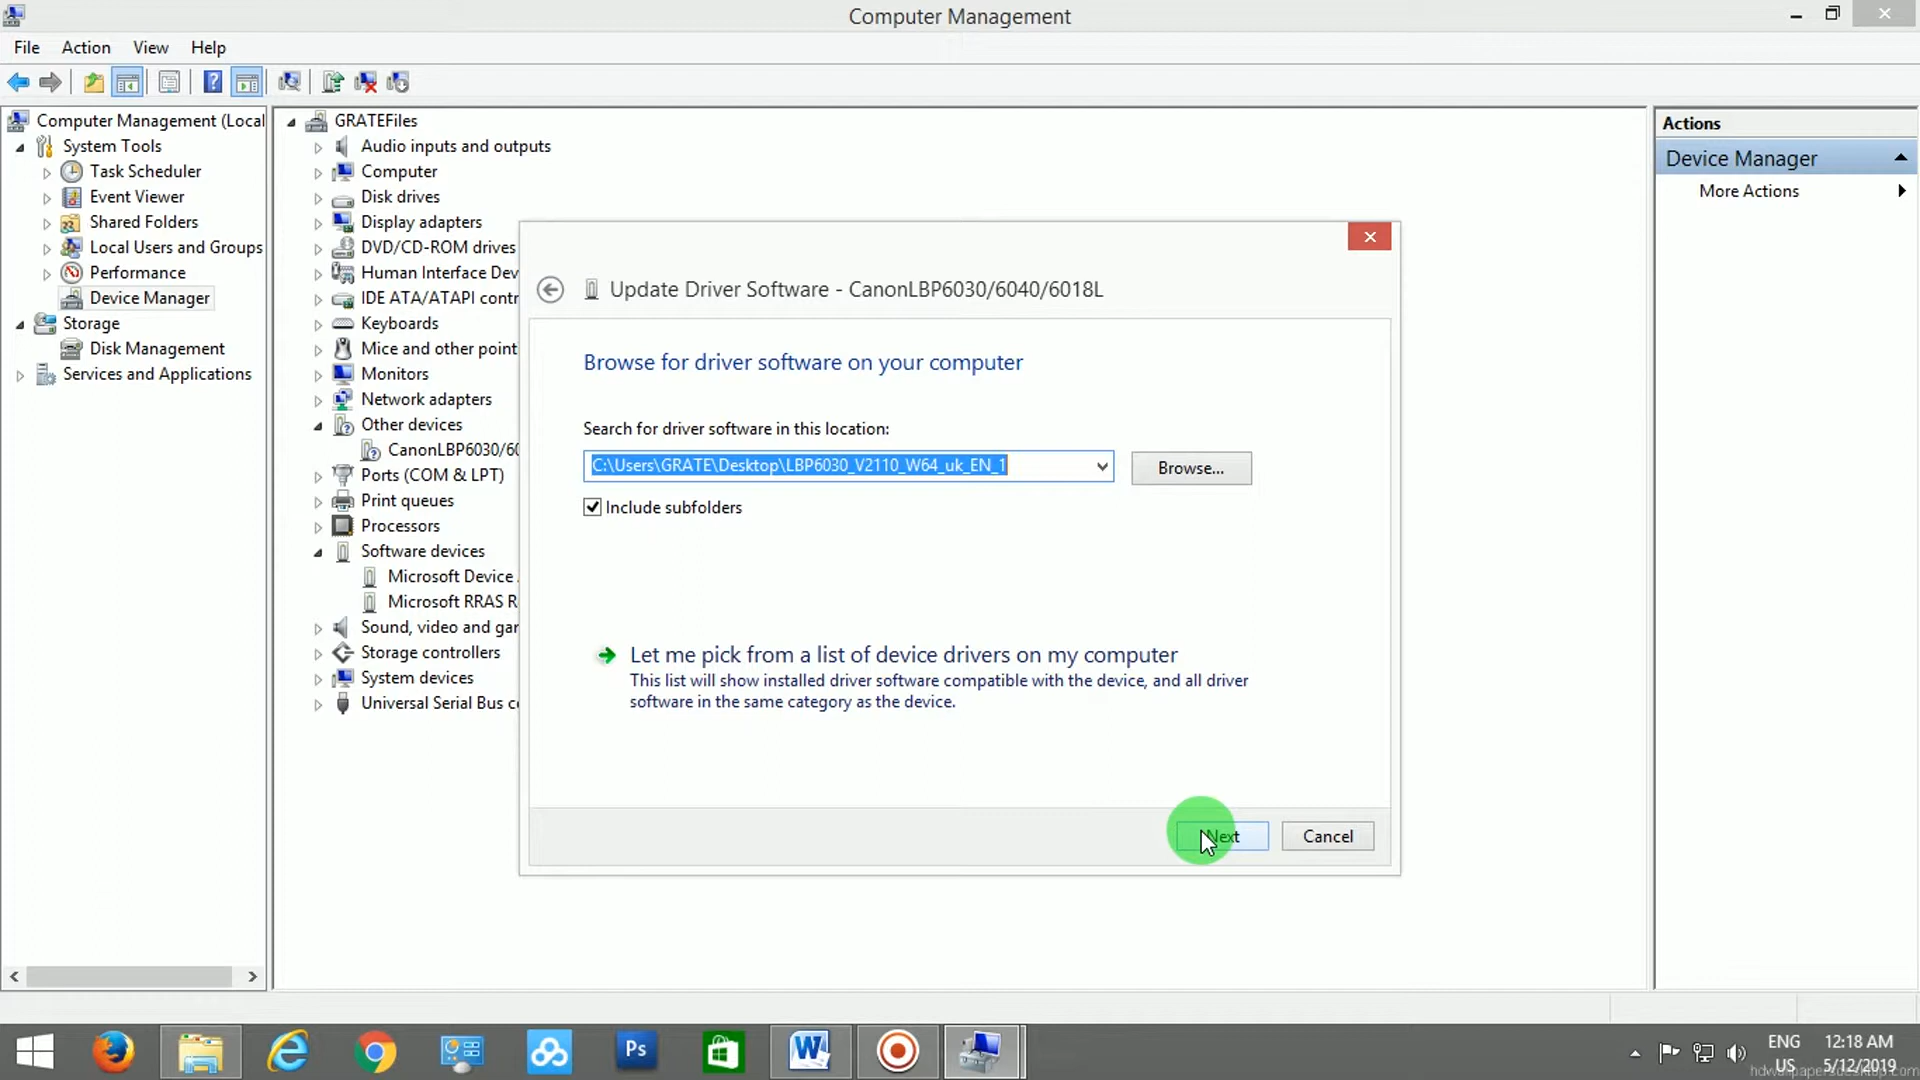 Computer Management
File Action View Help
Computer Management (Local
System Tools
Task Scheduler
Event Viewer
Shared Folders
Local Users and Groups
Performance
Device Manager
Storage
Disk Management
Services and Applications
GRATEFiles
Audio inputs and outputs
Computer
Disk drives
Display adapters
DVD/CD-ROM drives
Human Interface Dev
IDE ATA/ATAPI contr
Keyboards
Mice and other point
Monitors
Network adapters
Other devices
CanonLBP6030/60
Ports (COM & LPT)
Print queues
Processors
Software devices
Microsoft Device
Microsoft RRAS R
Sound, video and gar
Storage controllers
System devices
Universal Serial Bus c
Update Driver Software - CanonLBP6030/6040/6018L
Browse for driver software on your computer
Search for driver software in this location:
C:\Users\GRATE\Desktop\LBP6030_V2110_W64_uk_EN_1
Browse...
Include subfolders
Let me pick from a list of device drivers on my computer
This list will show installed driver software compatible with the device, and all driver
software in the same category as the device.
Next
Cancel
Actions
Device Manager
More Actions
Ps
W
ENG
US
12:18 AM
5/12/2019
hdwallpapersdesktop.com